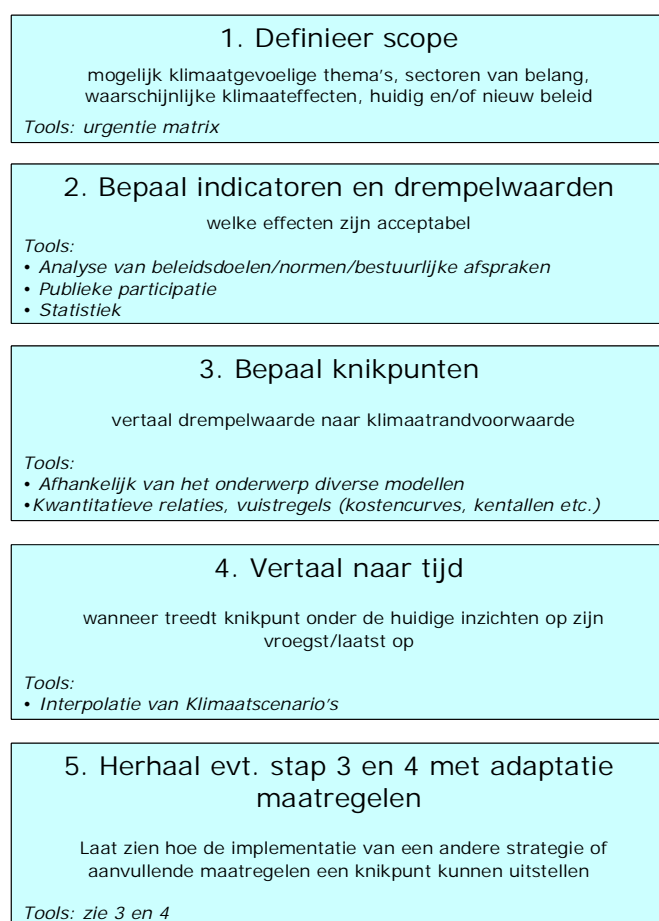 1. Definieer scope
mogelijk klimaatgevoelige thema's, sectoren van belang,
waarschijnlijke klimaateffecten, huidig en/of nieuw beleid
Tools: urgentie matrix
2. Bepaal indicatoren en drempelwaarden
welke effecten zijn acceptabel
Tools:
• Analyse van beleidsdoelen/normen/bestuurlijke afspraken
• Publieke participatie
• Statistiek
3. Bepaal knikpunten
vertaal drempelwaarde naar klimaatrandvoorwaarde
Tools:
• Afhankelijk van het onderwerp diverse modellen
•Kwantitatieve relaties, vuistregels (kostencurves, kentallen etc.)
4. Vertaal naar tijd
wanneer treedt knikpunt onder de huidige inzichten op zijn
vroegst/laatst op
Tools:
• Interpolatie van Klimaatscenario's
5. Herhaal evt. stap 3 en 4 met adaptatie
maatregelen
Laat zien hoe de implementatie van een andere strategie of
aanvullende maatregelen een knikpunt kunnen uitstellen
Tools: zie 3 en 4